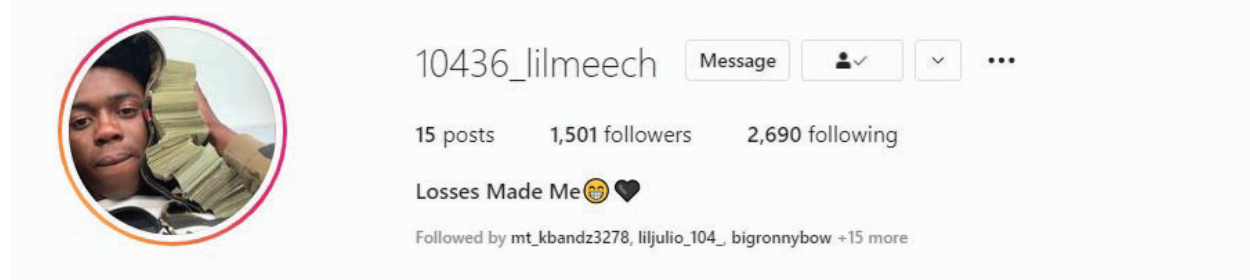 10436_lilmeech Message
15 posts 1,501 followers 2,690 following
Losses Made Me😁🖤
Followed by mt_kbandz3278, liljulio_104_, bigronnybow +15 more